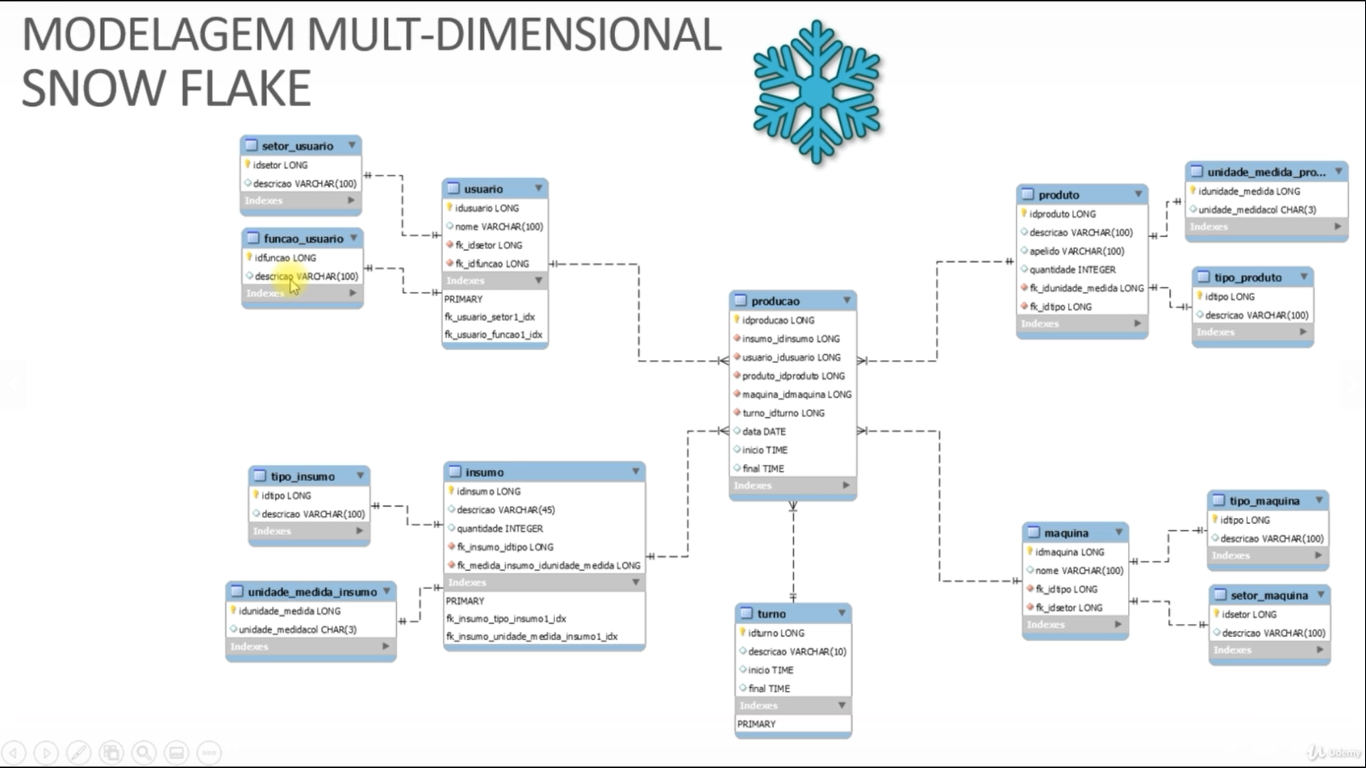 MODELAGEM MULT-DIMENSIONAL
SNOW FLAKE
setor_usuario
idsetor LONG
descricao VARCHAR(100)
Indexes
funcao_usuario
idfuncao LONG
descricao VARCHAR(100)
Indexes
usuario
idusuario LONG
nome VARCHAR(100)
fk_idsetor LONG
fk_idfuncao LONG
Indexes
PRIMARY
fk_usuario_setor1_idx
fk_usuario_funcao1_idx
producao
idproducao LONG
insumo_idinsumo LONG
usuario_idusuario LONG
produto_idproduto LONG
maquina_idmaquina LONG
turno_idturno LONG
data DATE
inicio TIME
final TIME
Indexes
produto
idproduto LONG
descricao VARCHAR(100)
apelido VARCHAR(100)
quantidade INTEGER
fk_idunidade_medida LONG
fk_idtipo LONG
Indexes
unidade_medida_pro...
idunidade_medida LONG
unidade_medidacol CHAR(3)
Indexes
tipo_produto
idtipo LONG
descricao VARCHAR(100)
Indexes
tipo_insumo
idtipo LONG
descricao VARCHAR(100)
Indexes
unidade_medida_insumo
idunidade_medida LONG
unidade_medidacol CHAR(3)
Indexes
insumo
idinsumo LONG
descricao VARCHAR(45)
quantidade INTEGER
fk_insumo_idtipo LONG
fk_medida_insumo_idunidade_medida LONG
Indexes
PRIMARY
fk_insumo_tipo_insumo1_idx
fk_insumo_unidade_medida_insumo1_idx
turno
idturno LONG
descricao VARCHAR(10)
inicio TIME
final TIME
Indexes
PRIMARY
maquina
idmaquina LONG
nome VARCHAR(100)
fk_idtipo LONG
fk_idsetor LONG
Indexes
tipo_maquina
idtipo LONG
descricao VARCHAR(100)
Indexes
setor_maquina
idsetor LONG
descricao VARCHAR(100)
Indexes
Udemy